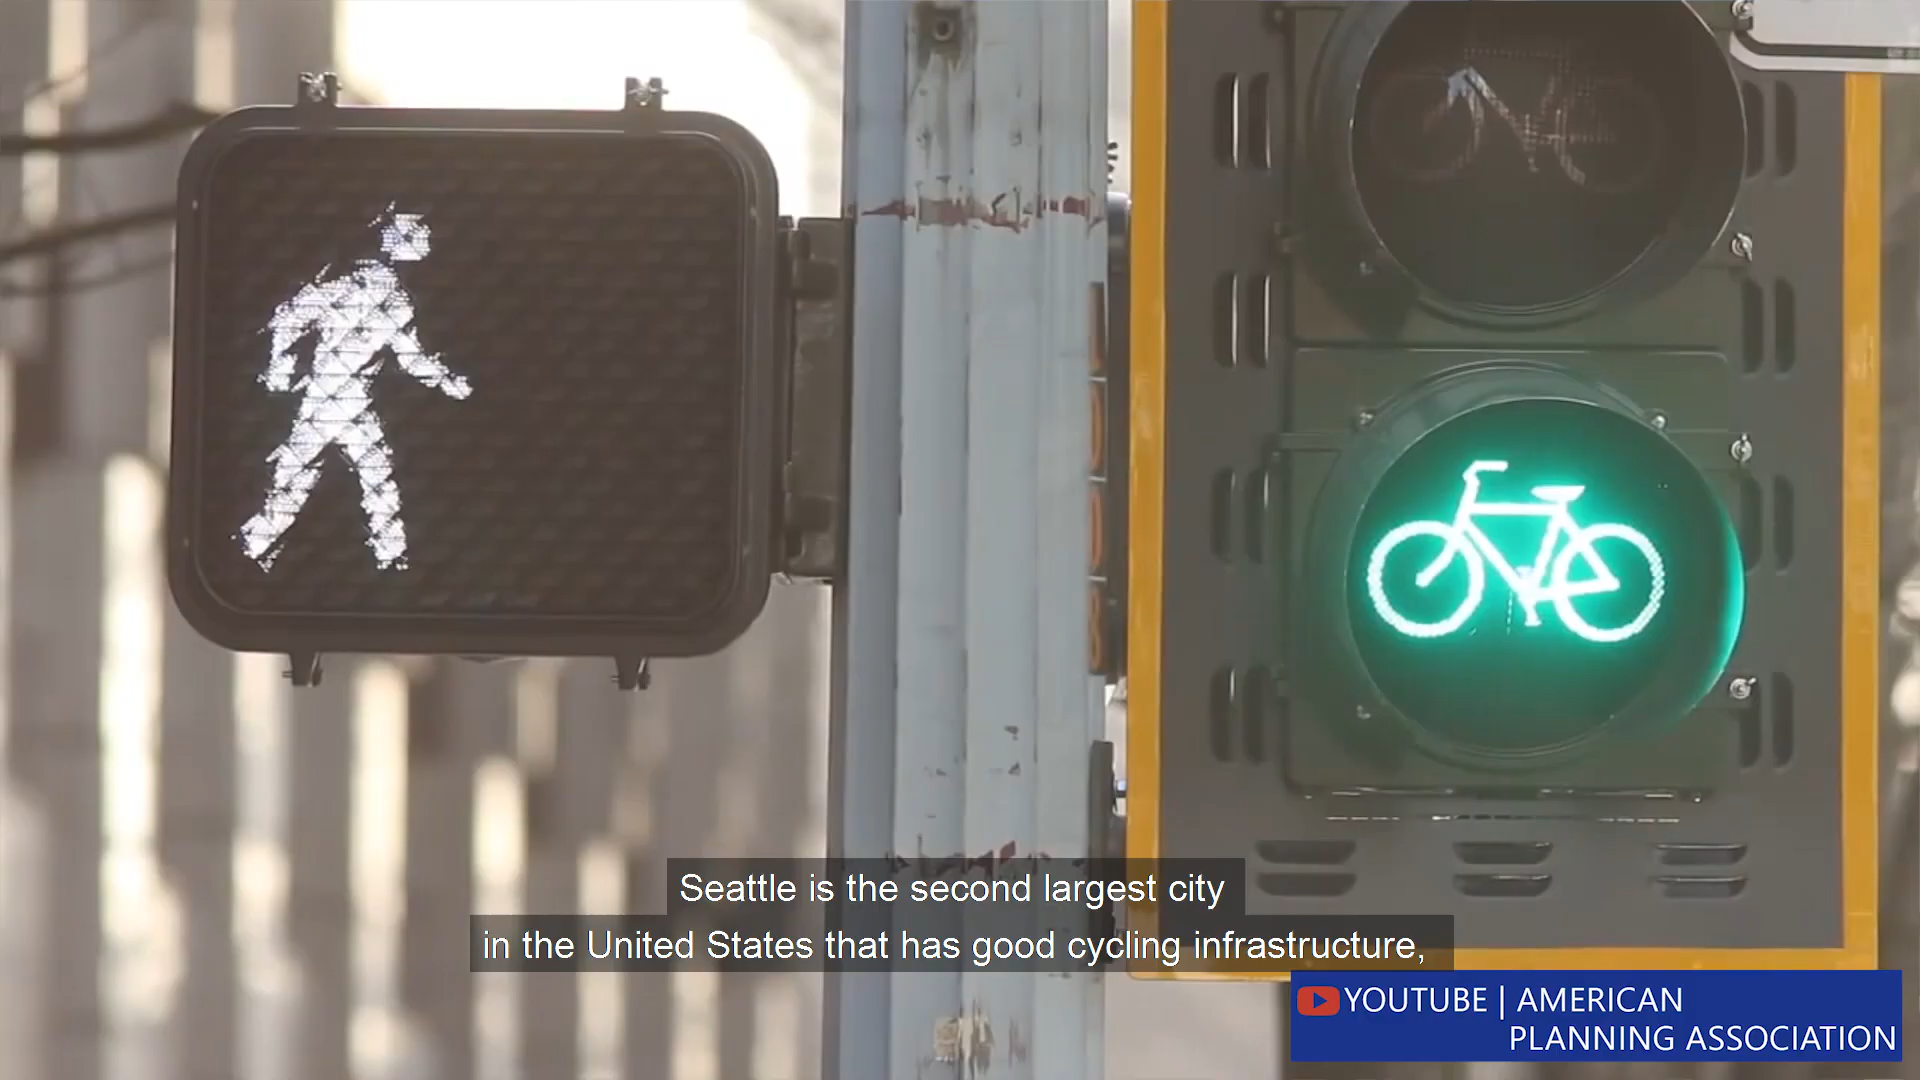 Seattle is the second largest city
in the United States that has good cycling infrastructure,
YOUTUBE | AMERICAN
PLANNING ASSOCIATION